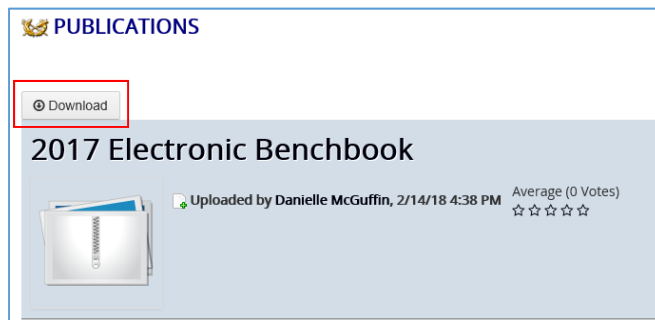 PUBLICATIONS
Download
2017 Electronic Benchbook
Uploaded by Danielle McGuffin, 2/14/18 4:38 PM
Average (0 Votes)